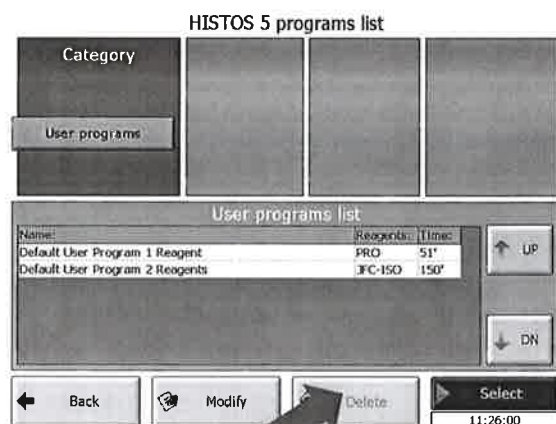 HISTOS 5 programs list
Category
User programs
User programs list
Name: Reagents: Time:
Default User Program 1 Reagent PRO 51'
Default User Program 2 Reagents JFC-ISO 150'
UP
DN
Back Modify Delete Select
11:26:00